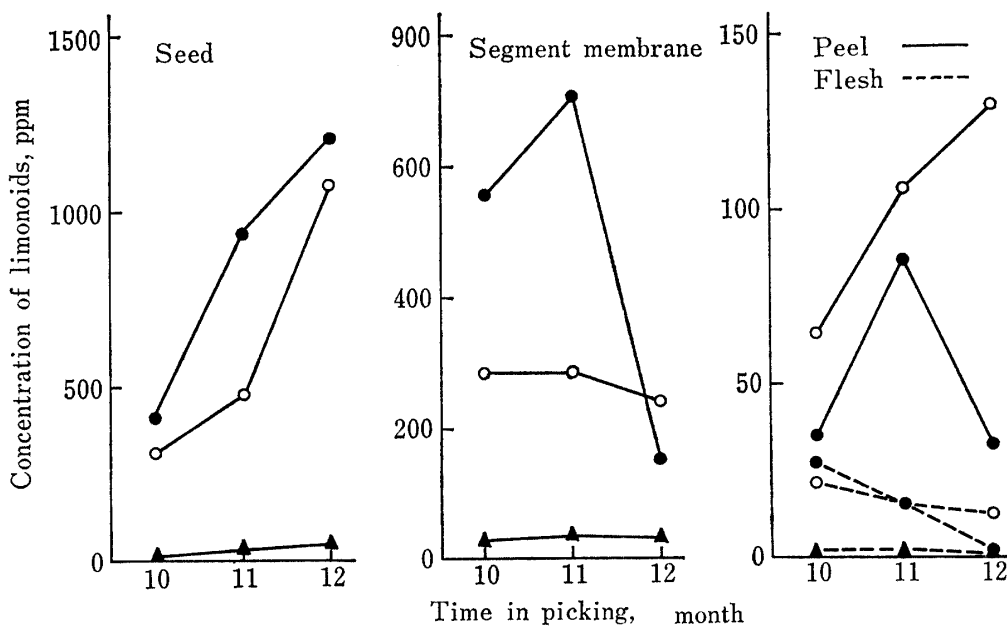 Concentration of limonoids, ppm
1500
1000
500
0
Seed
10 11 12
900
600
400
200
0
Segment membrane
10 11 12
150
100
50
0
Peel
Flesh
10 11 12
Time in picking, month